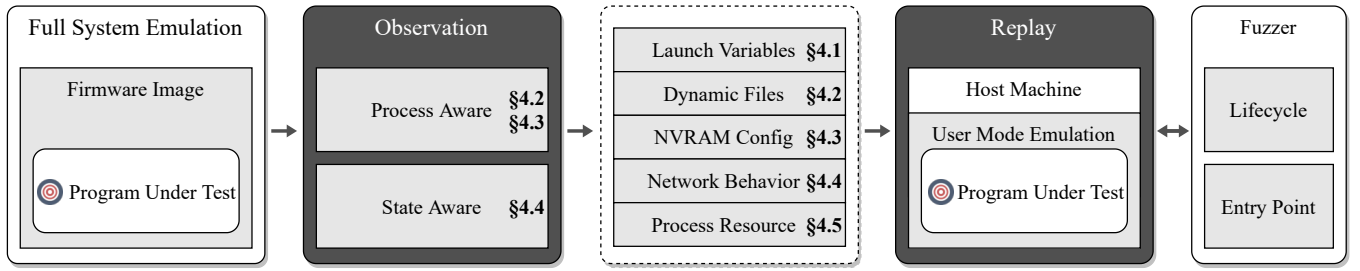 Full System Emulation
Firmware Image
Program Under Test
Observation
Process Aware §4.2
§4.3
State Aware §4.4
Launch Variables §4.1
Dynamic Files §4.2
NVRAM Config §4.3
Network Behavior §4.4
Process Resource §4.5
Replay
Host Machine
User Mode Emulation
Program Under Test
Fuzzer
Lifecycle
Entry Point